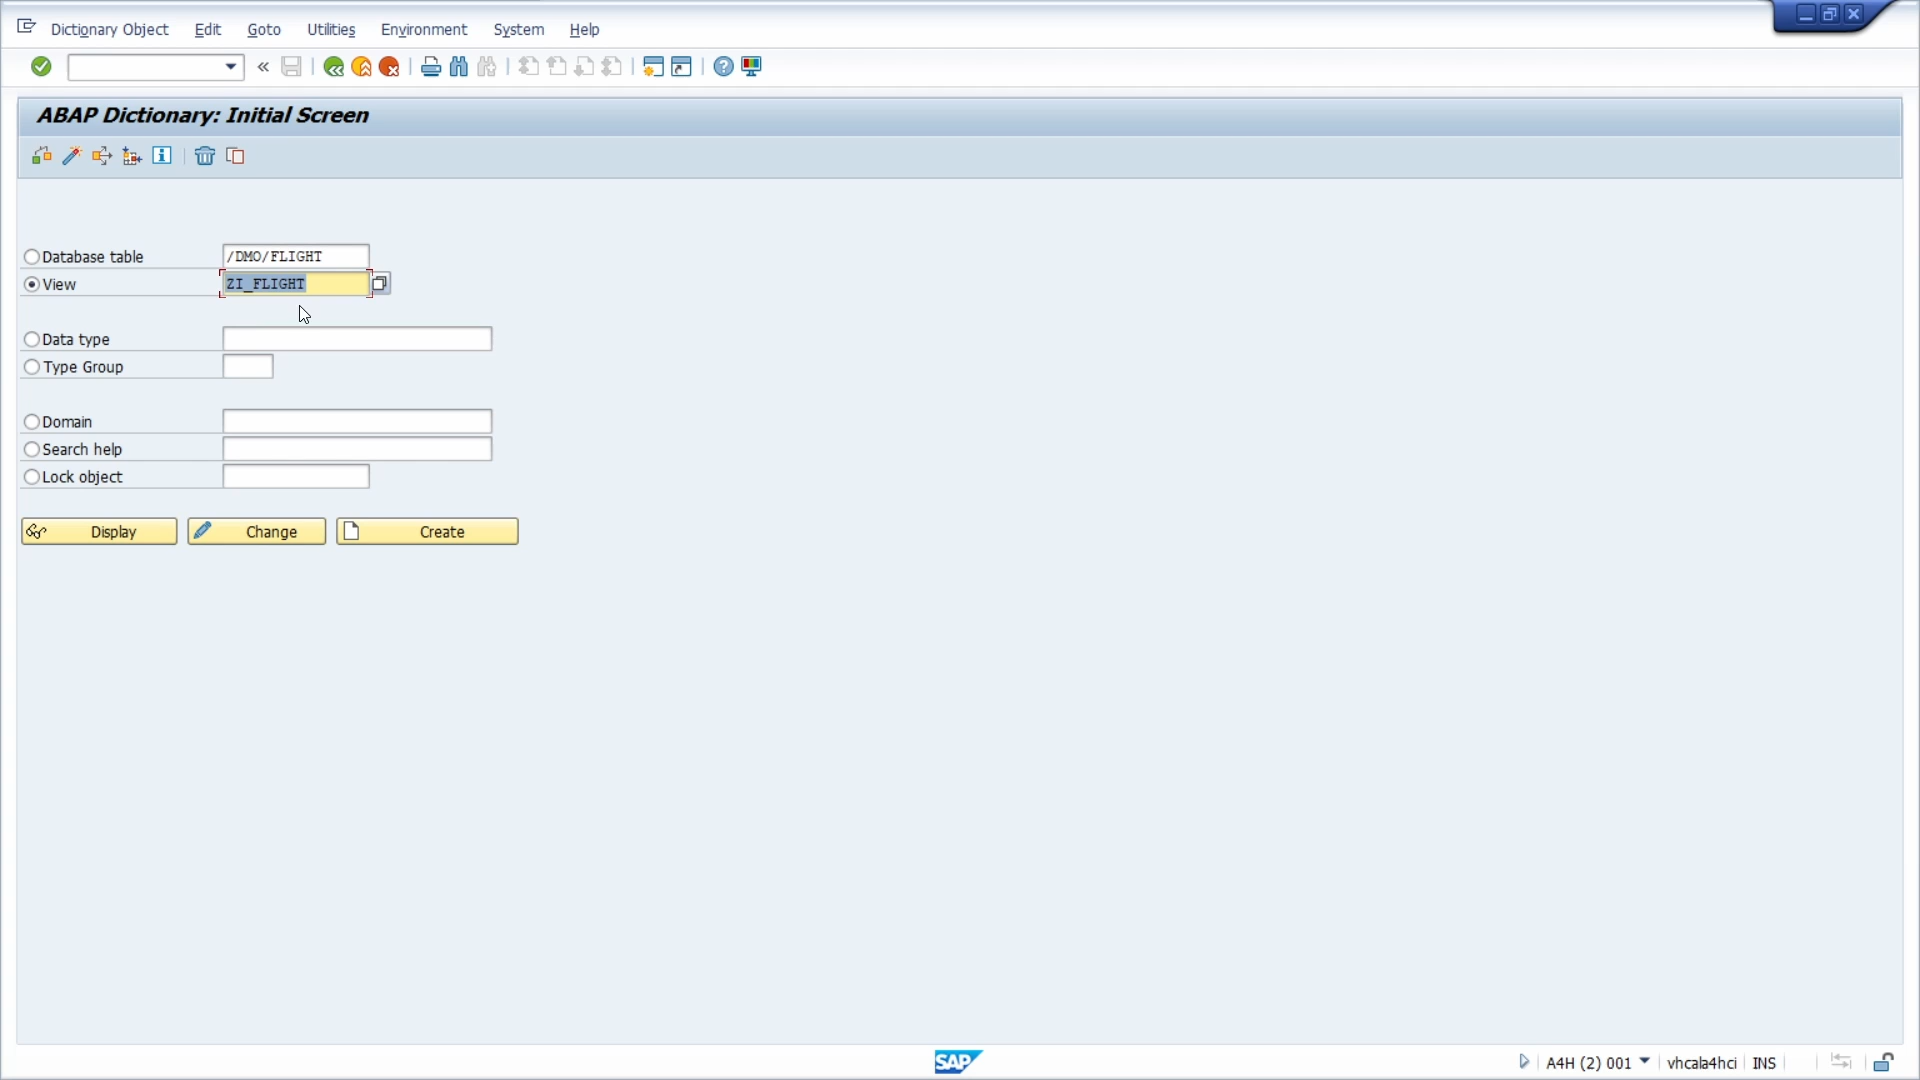 Dictionary Object Edit Goto Utilities Environment System Help
ABAP Dictionary: Initial Screen
Database table /DMO/FLIGHT
View ZI_FLIGHT
Data type
Type Group
Domain
Search help
Lock object
Display Change Create
SAP A4H (2) 001 vhcala4hci INS